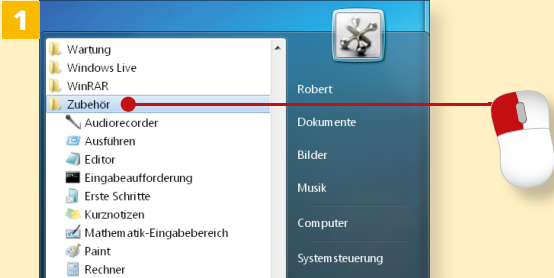 1
Wartung
Windows Live
WinRAR
Zubehör
Audiorecorder
Ausführen
Editor
Eingabeaufforderung
Erste Schritte
Kurznotizen
Mathematik-Eingabebereich
Paint
Rechner
Robert
Dokumente
Bilder
Musik
Computer
Systemsteuerung